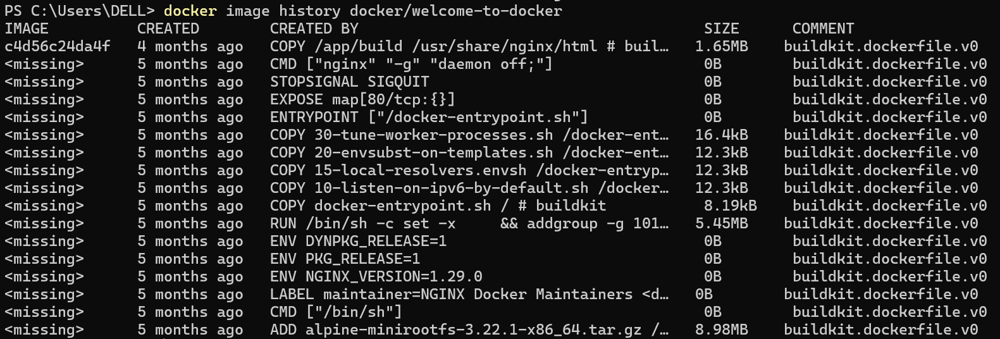 PS C:\Users\DELL> docker image history docker/welcome-to-docker
IMAGE          CREATED        CREATED BY                                       SIZE      COMMENT
c4d56c24da4f   4 months ago   COPY /app/build /usr/share/nginx/html # buil…   1.65MB    buildkit.dockerfile.v0
<missing>      5 months ago   CMD ["nginx" "-g" "daemon off;"]                 0B        buildkit.dockerfile.v0
<missing>      5 months ago   STOPSIGNAL SIGQUIT                               0B        buildkit.dockerfile.v0
<missing>      5 months ago   EXPOSE map[80/tcp:{}]                            0B        buildkit.dockerfile.v0
<missing>      5 months ago   ENTRYPOINT ["/docker-entrypoint.sh"]             0B        buildkit.dockerfile.v0
<missing>      5 months ago   COPY 30-tune-worker-processes.sh /docker-ent…   16.4kB    buildkit.dockerfile.v0
<missing>      5 months ago   COPY 20-envsubst-on-templates.sh /docker-ent…   12.3kB    buildkit.dockerfile.v0
<missing>      5 months ago   COPY 15-local-resolvers.envsh /docker-entryp…   12.3kB    buildkit.dockerfile.v0
<missing>      5 months ago   COPY 10-listen-on-ipv6-by-default.sh /docker…   12.3kB    buildkit.dockerfile.v0
<missing>      5 months ago   COPY docker-entrypoint.sh / # buildkit           8.19kB    buildkit.dockerfile.v0
<missing>      5 months ago   RUN /bin/sh -c set -x     && addgroup -g 101…   5.45MB    buildkit.dockerfile.v0
<missing>      5 months ago   ENV DYNPKG_RELEASE=1                             0B        buildkit.dockerfile.v0
<missing>      5 months ago   ENV PKG_RELEASE=1                                0B        buildkit.dockerfile.v0
<missing>      5 months ago   ENV NGINX_VERSION=1.29.0                         0B        buildkit.dockerfile.v0
<missing>      5 months ago   LABEL maintainer=NGINX Docker Maintainers <d…   0B        buildkit.dockerfile.v0
<missing>      5 months ago   CMD ["/bin/sh"]                                  0B        buildkit.dockerfile.v0
<missing>      5 months ago   ADD alpine-minirootfs-3.22.1-x86_64.tar.gz /…   8.98MB    buildkit.dockerfile.v0